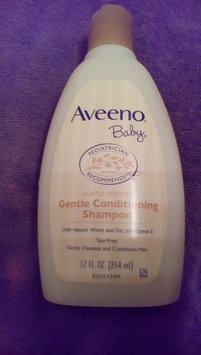 Aveeno
Baby
PEDIATRICIAN
RECOMMENDED
LIGHTLY SCENTED
Gentle Conditioning
Shampoo
with Natural Wheat and Oat, and Vitamin E
Tear-Free
Gently Cleanses and Conditions Hair
12 FL. OZ. (354 mL)